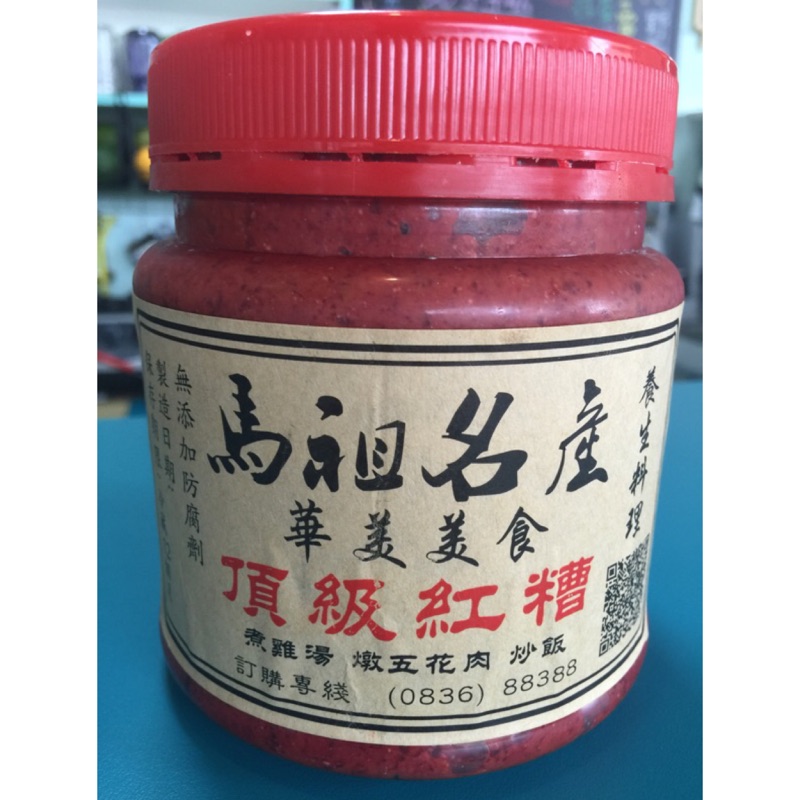 馬祖名產
華美美食
頂級紅糟
煮雞湯 燉五花肉 炒飯
訂購專綫 (0836) 88388
養生料理
無添加防腐劑
製造日期